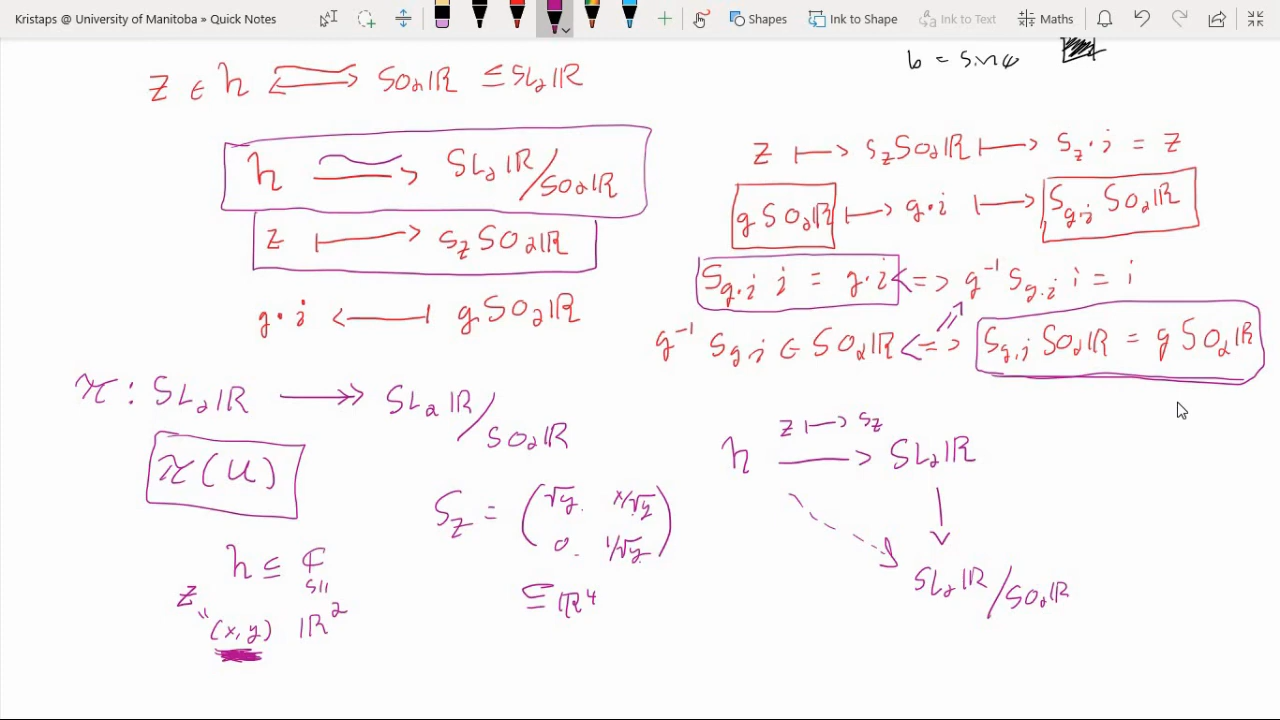 Kristaps @ University of Manitoba » Quick Notes
Shapes
Ink to Shape
Ink to Text
Maths
b = sin φ
z ∈ h ⟷ SO₂ℝ ≤ SL₂ℝ
h ⟶ SL₂ℝ/SO₂ℝ
z ⟼ s_z SO₂ℝ
g·i ⟻ g SO₂ℝ
z ⟼ s_z SO₂ℝ ⟼ s_z·i = z
g SO₂ℝ ⟼ g·i ⟼ S_{g·i} SO₂ℝ
S_{g·i} i = g·i <=> g⁻¹ S_{g·i} i = i
g⁻¹ S_{g·i} ∈ SO₂ℝ <=> S_{g·i} SO₂ℝ = g SO₂ℝ
π : SL₂ℝ ↠ SL₂ℝ/SO₂ℝ
π(U)
h ⊆ ℂ
z (x,y) ℝ²
S_z = ( √y x/√y
0 1/√y )
⊆ ℝ⁴
z ⟼ s_z
h ⟶ SL₂ℝ
SL₂ℝ/SO₂ℝ